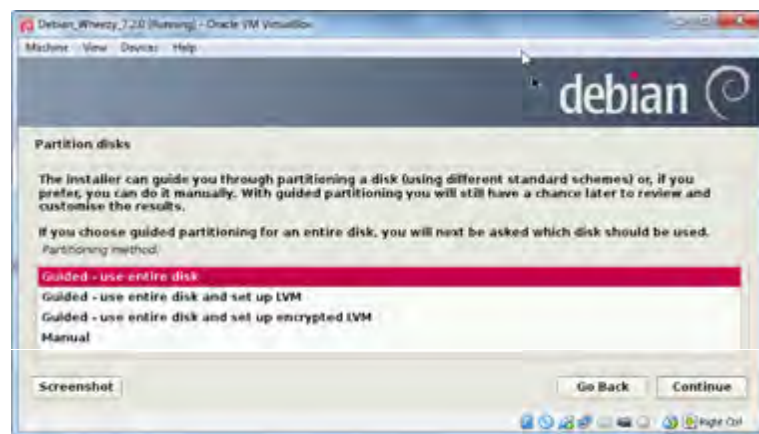 Debian_Wheezy_7.2.0 [Running] - Oracle VM VirtualBox
Machine View Devices Help
debian
Partition disks
The installer can guide you through partitioning a disk (using different standard schemes) or, if you
prefer, you can do it manually. With guided partitioning you will still have a chance later to review and
customise the results.
If you choose guided partitioning for an entire disk, you will next be asked which disk should be used.
Partitioning method:
Guided - use entire disk
Guided - use entire disk and set up LVM
Guided - use entire disk and set up encrypted LVM
Manual
Screenshot
Go Back
Continue
Right Ctrl